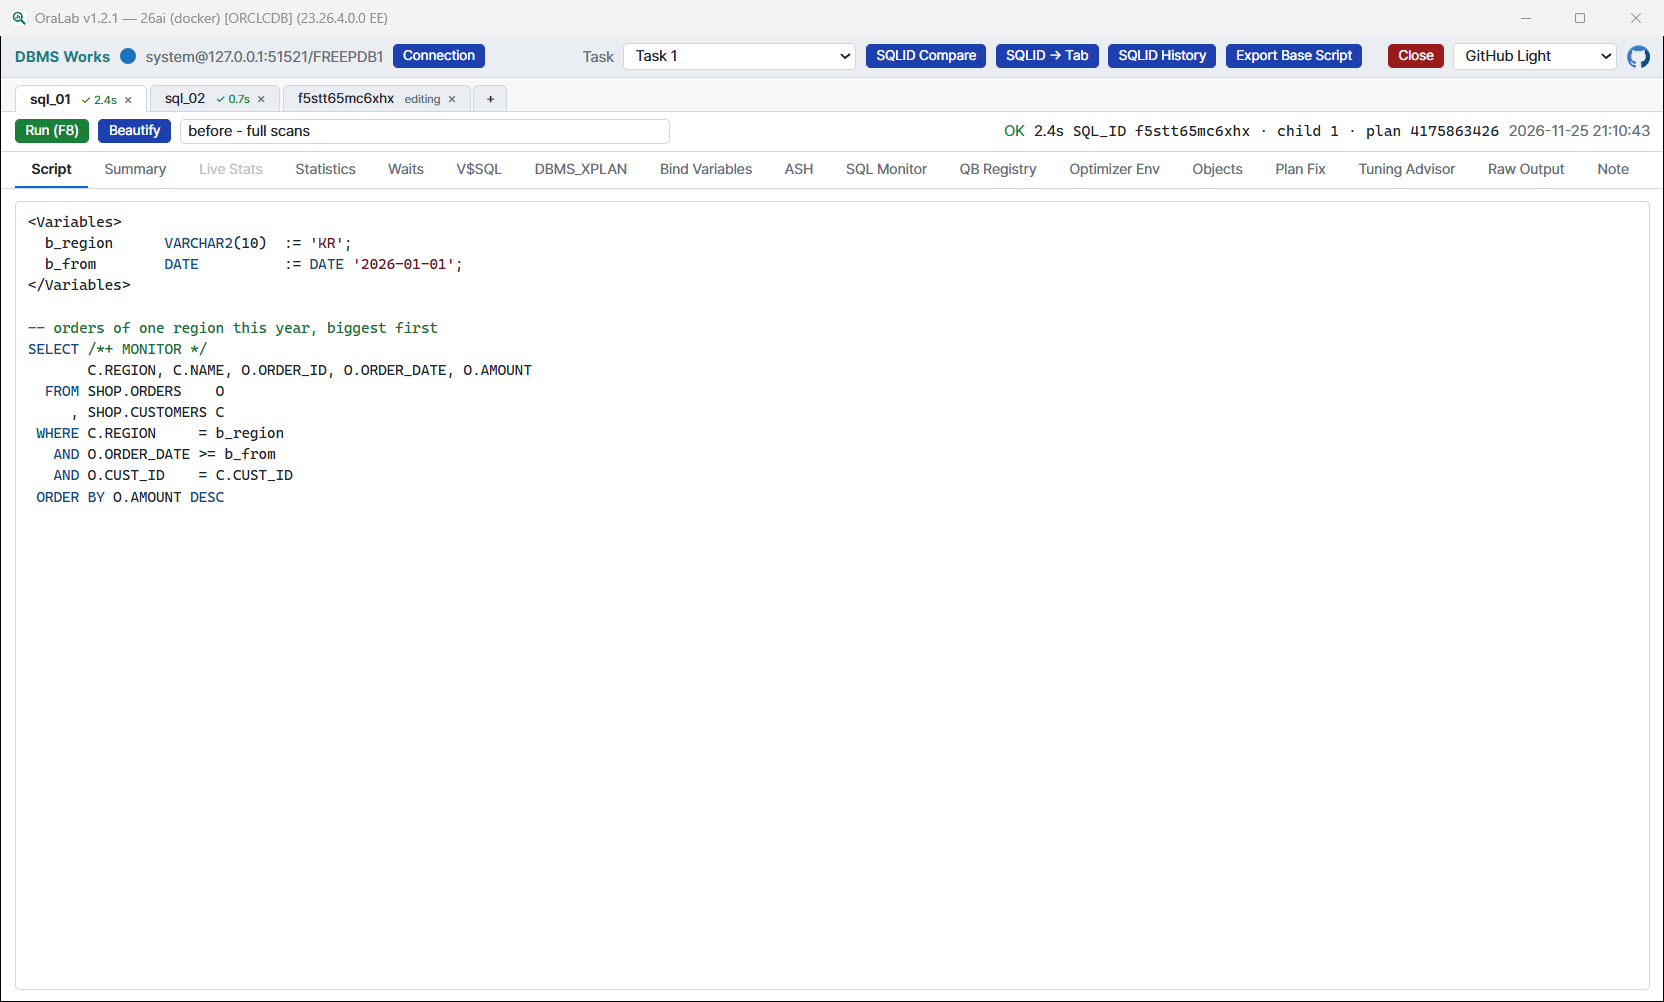 OraLab v1.2.1 — 26ai (docker) [ORCLCDB] (23.26.4.0.0 EE)
DBMS Works system@127.0.0.1:51521/FREEPDB1 Connection Task Task 1 SQLID Compare SQLID → Tab SQLID History Export Base Script Close GitHub Light
sql_01 ✓ 2.4s × sql_02 ✓ 0.7s × f5stt65mc6xhx editing × +
Run (F8) Beautify before - full scans OK 2.4s SQL_ID f5stt65mc6xhx · child 1 · plan 4175863426 2026-11-25 21:10:43
Script Summary Live Stats Statistics Waits V$SQL DBMS_XPLAN Bind Variables ASH SQL Monitor QB Registry Optimizer Env Objects Plan Fix Tuning Advisor Raw Output Note
<Variables>
  b_region      VARCHAR2(10)  := 'KR';
  b_from        DATE          := DATE '2026-01-01';
</Variables>
-- orders of one region this year, biggest first
SELECT /*+ MONITOR */
       C.REGION, C.NAME, O.ORDER_ID, O.ORDER_DATE, O.AMOUNT
  FROM SHOP.ORDERS    O
     , SHOP.CUSTOMERS C
 WHERE C.REGION     = b_region
   AND O.ORDER_DATE >= b_from
   AND O.CUST_ID    = C.CUST_ID
 ORDER BY O.AMOUNT DESC